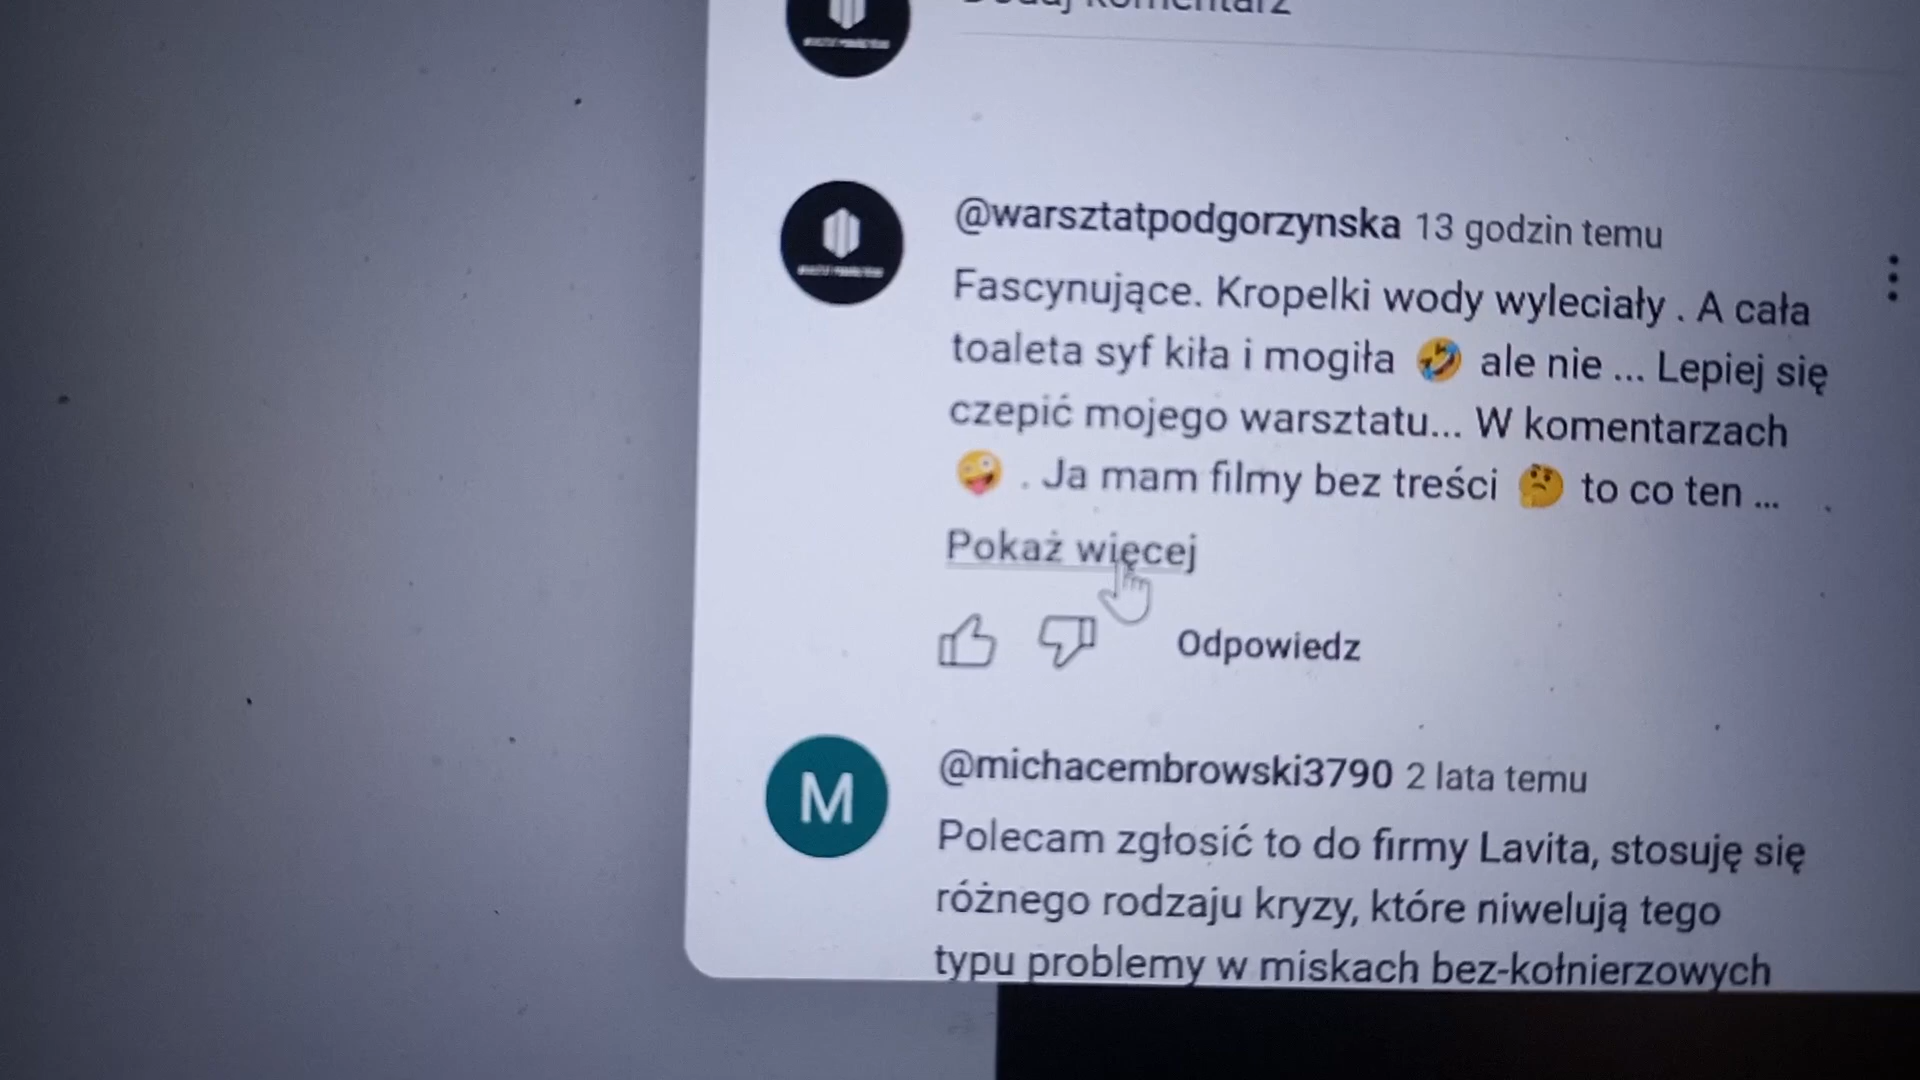 Dodaj komentarz
@warsztatpodgorzynska 13 godzin temu
Fascynujące. Kropelki wody wyleciały . A cała
toaleta syf kiła i mogiła 🤣 ale nie ... Lepiej się
czepić mojego warsztatu... W komentarzach
🤪 . Ja mam filmy bez treści 🤔 to co ten ...
Pokaż więcej
Odpowiedz
M
@michacembrowski3790 2 lata temu
Polecam zgłosić to do firmy Lavita, stosuję się
różnego rodzaju kryzy, które niwelują tego
typu problemy w miskach bez-kołnierzowych